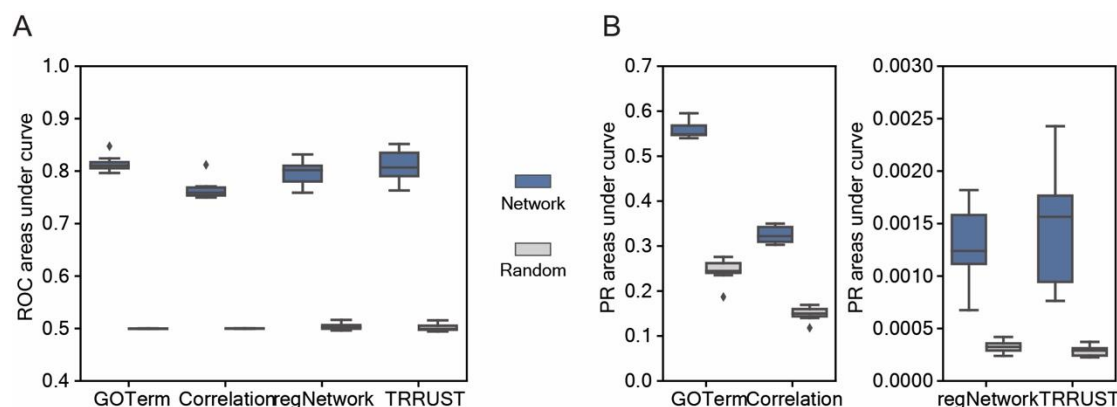 A
ROC areas under curve
1.0
0.9
0.8
0.7
0.6
0.5
0.4
GOTerm Correlation regNetwork TRRUST
Network
Random
B
PR areas under curve
0.7
0.6
0.5
0.4
0.3
0.2
0.1
0.0
GOTerm Correlation
PR areas under curve
0.0030
0.0025
0.0020
0.0015
0.0010
0.0005
0.0000
regNetwork TRRUST